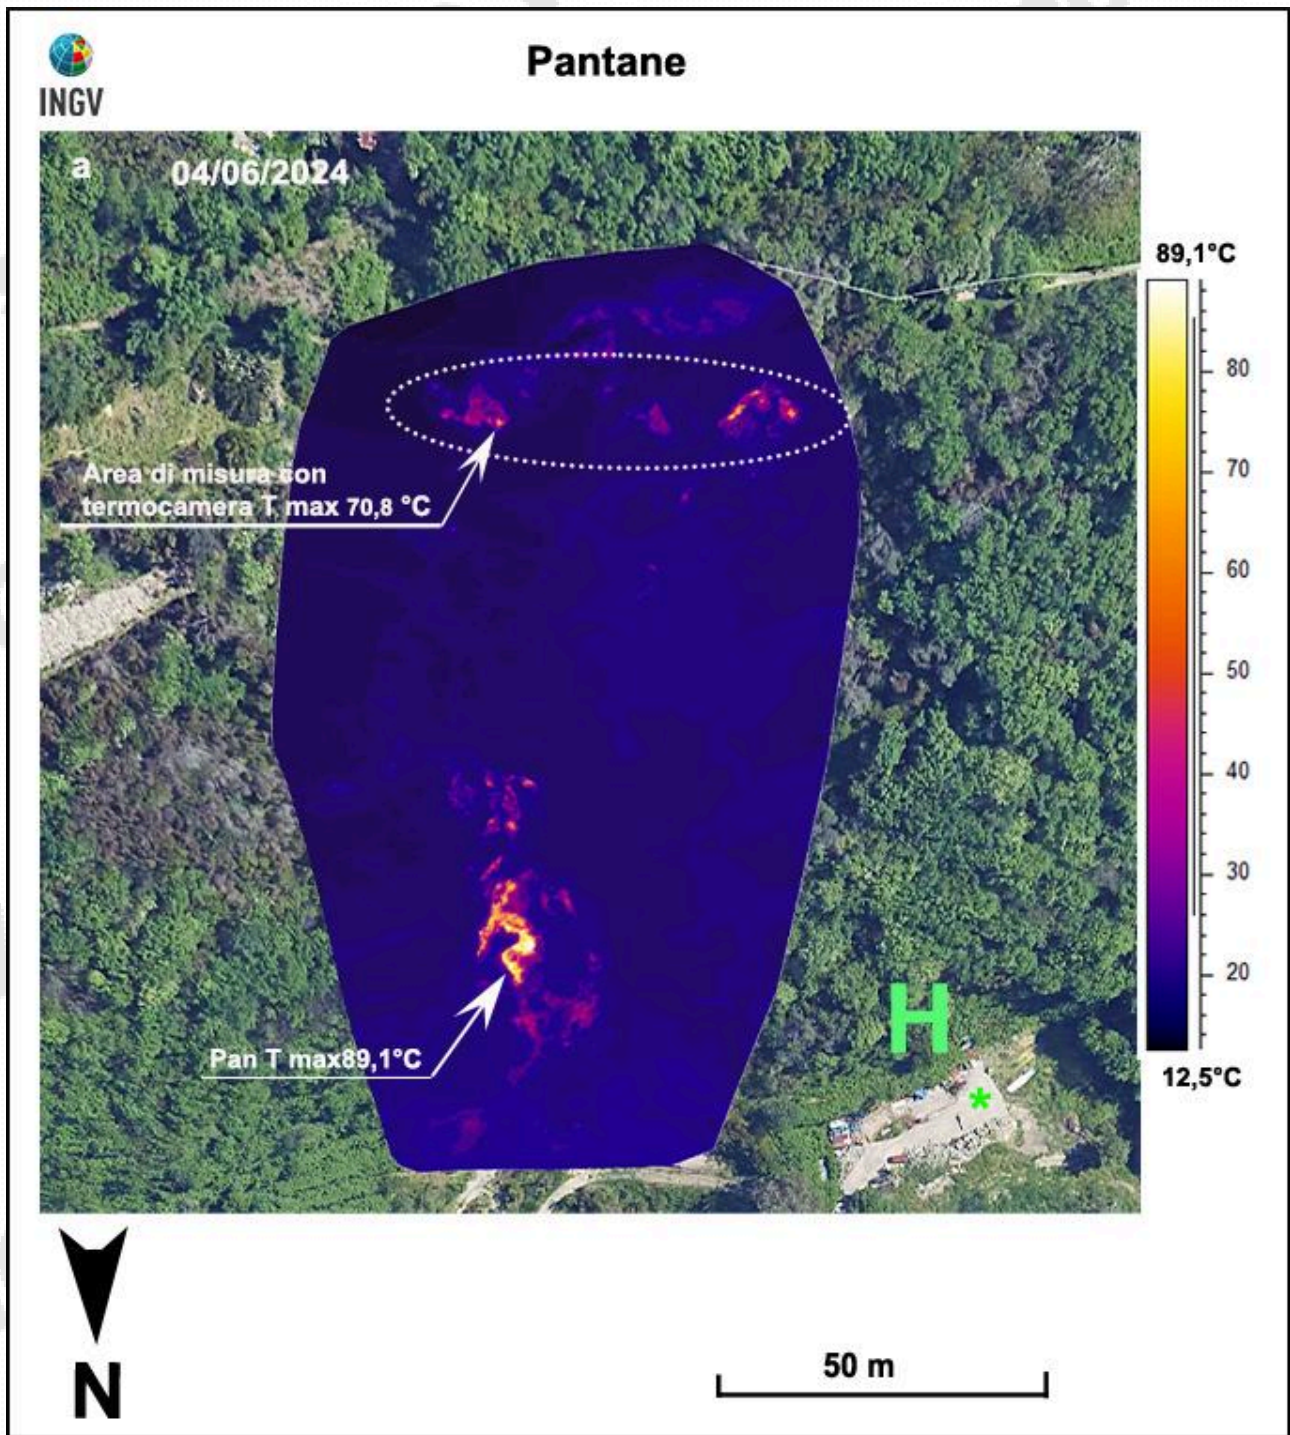 INGV
Pantane
a
04/06/2024
89,1°C
80
70
60
50
40
30
20
12,5°C
Area di misura con
termocamera T max 70,8 °C
Pan T max89,1°C
H
*
N
50 m